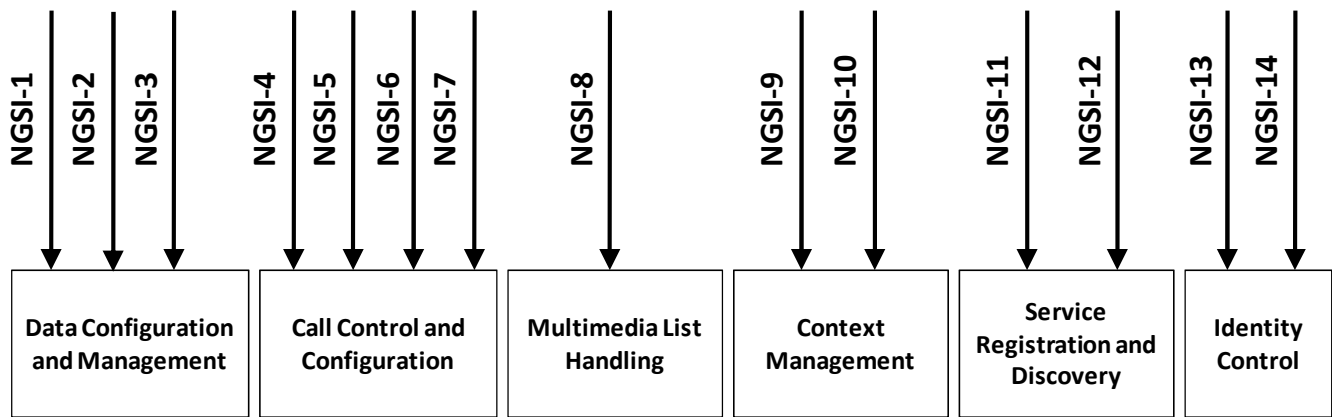 NGSI-1
NGSI-2
NGSI-3
NGSI-4
NGSI-5
NGSI-6
NGSI-7
NGSI-8
NGSI-9
NGSI-10
NGSI-11
NGSI-12
NGSI-13
NGSI-14
Data Configuration
and Management
Call Control and
Configuration
Multimedia List
Handling
Context
Management
Service
Registration and
Discovery
Identity
Control